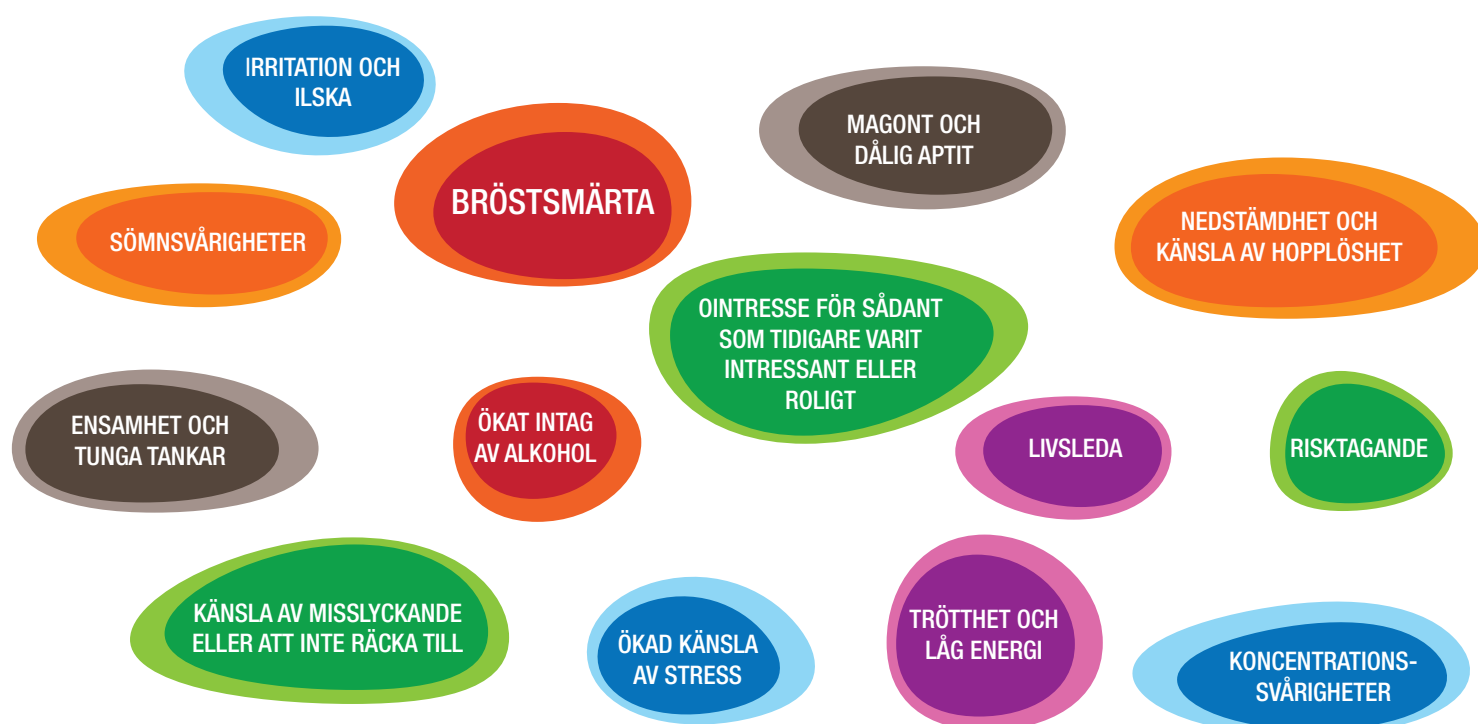 IRRITATION OCH
ILSKA
MAGONT OCH
DÅLIG APTIT
BRÖSTSMÄRTA
SÖMNSVÅRIGHETER
NEDSTÄMDHET OCH
KÄNSLA AV HOPPLÖSHET
OINTRESSE FÖR SÅDANT
SOM TIDIGARE VARIT
INTRESSANT ELLER
ROLIGT
ENSAMHET OCH
TUNGA TANKAR
ÖKAT INTAG
AV ALKOHOL
LIVSLEDA
RISKTAGANDE
KÄNSLA AV MISSLYCKANDE
ELLER ATT INTE RÄCKA TILL
ÖKAD KÄNSLA
AV STRESS
TRÖTTHET OCH
LÅG ENERGI
KONCENTRATIONS-
SVÅRIGHETER